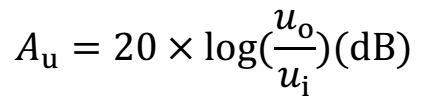 A_u = 20 × log(u_o/u_i)(dB)